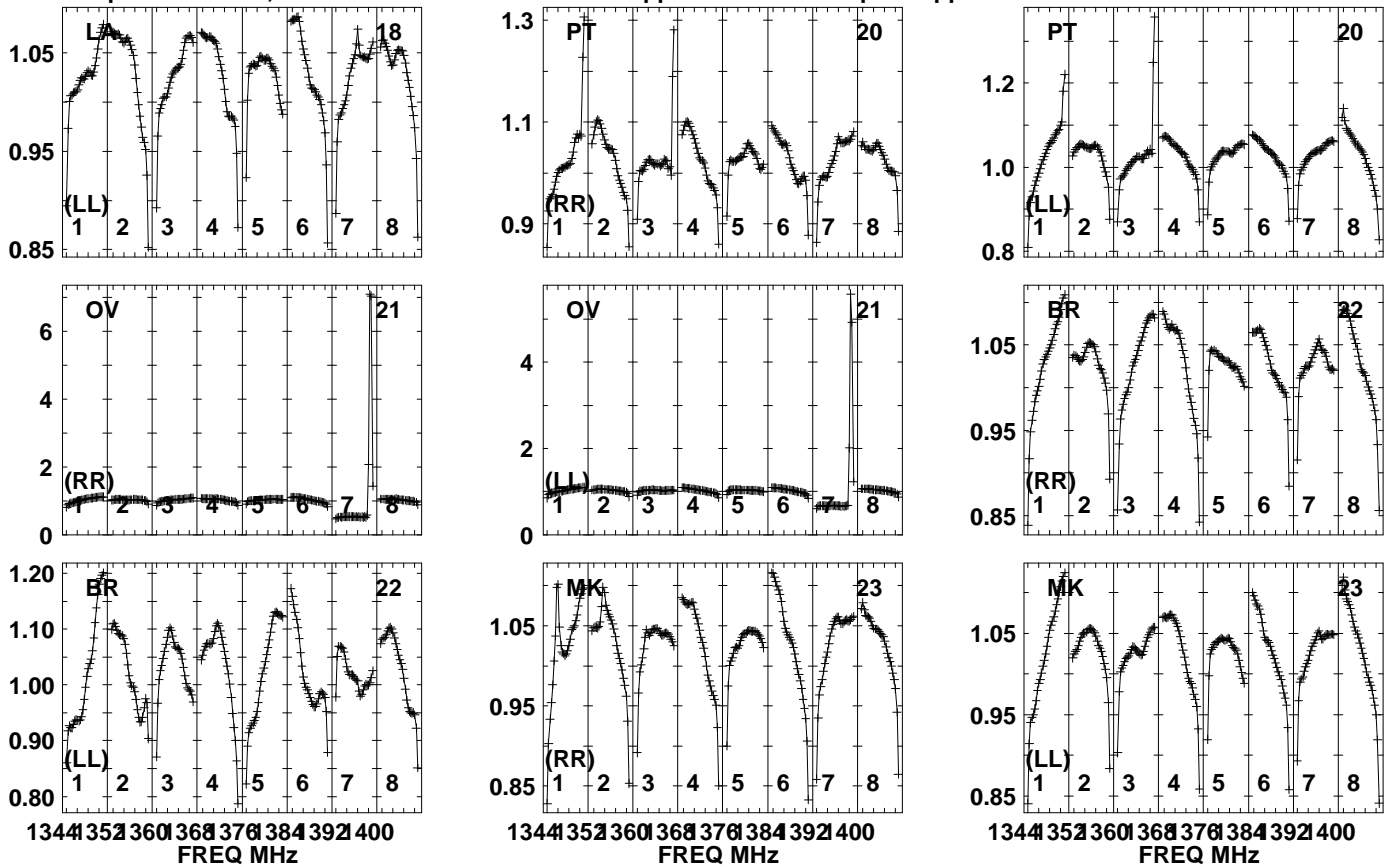 LA 18
1.05
0.95
0.85
(LL)
1 2 3 4 5 6 7 8
PT 20
1.3
1.1
0.9
(RR)
1 2 3 4 5 6 7 8
PT 20
1.2
1.0
0.8
(LL)
1 2 3 4 5 6 7 8
OV 21
6
4
2
0
(RR)
1 2 3 4 5 6 7 8
OV 21
4
2
0
(LL)
1 2 3 4 5 6 7 8
BR 22
1.05
0.95
0.85
(RR)
1 2 3 4 5 6 7 8
BR 22
1.20
1.10
1.00
0.90
0.80
(LL)
1 2 3 4 5 6 7 8
1344 1352 1360 1368 1376 1384 1392 1400
FREQ MHz
MK 23
1.05
0.95
0.85
(RR)
1 2 3 4 5 6 7 8
1344 1352 1360 1368 1376 1384 1392 1400
FREQ MHz
MK 23
1.05
0.95
0.85
(LL)
1 2 3 4 5 6 7 8
1344 1352 1360 1368 1376 1384 1392 1400
FREQ MHz